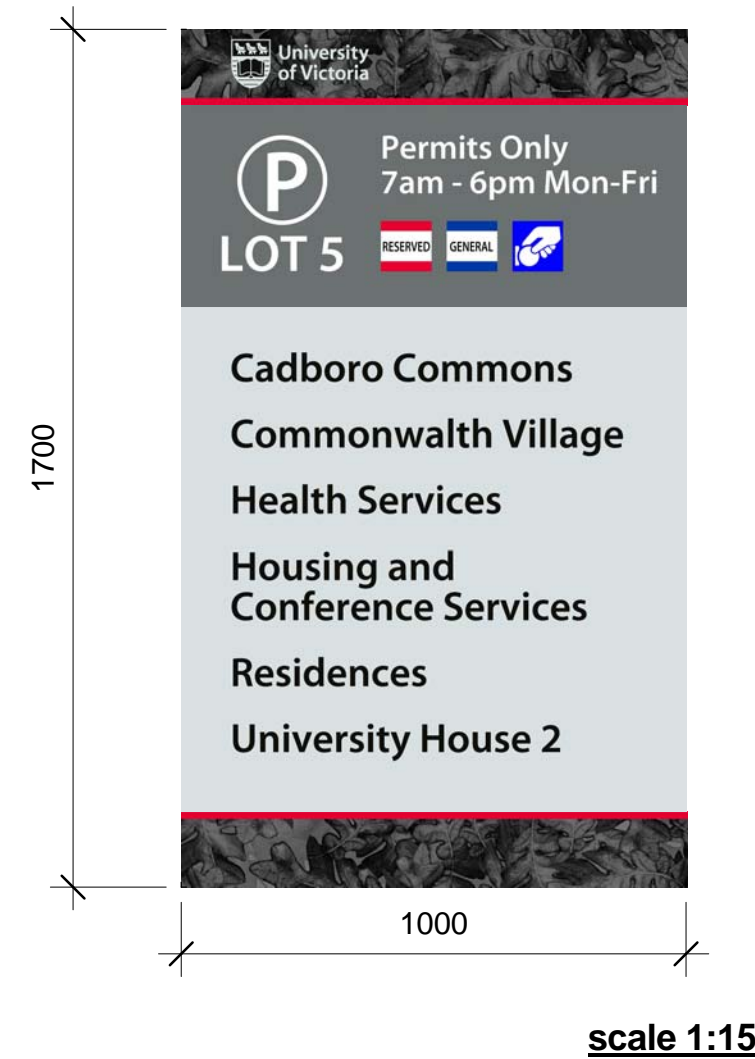 University
of Victoria
P
LOT 5
Permits Only
7am - 6pm Mon-Fri
RESERVED
GENERAL
Cadboro Commons
Commonwalth Village
Health Services
Housing and
Conference Services
Residences
University House 2
1700
1000
scale 1:15